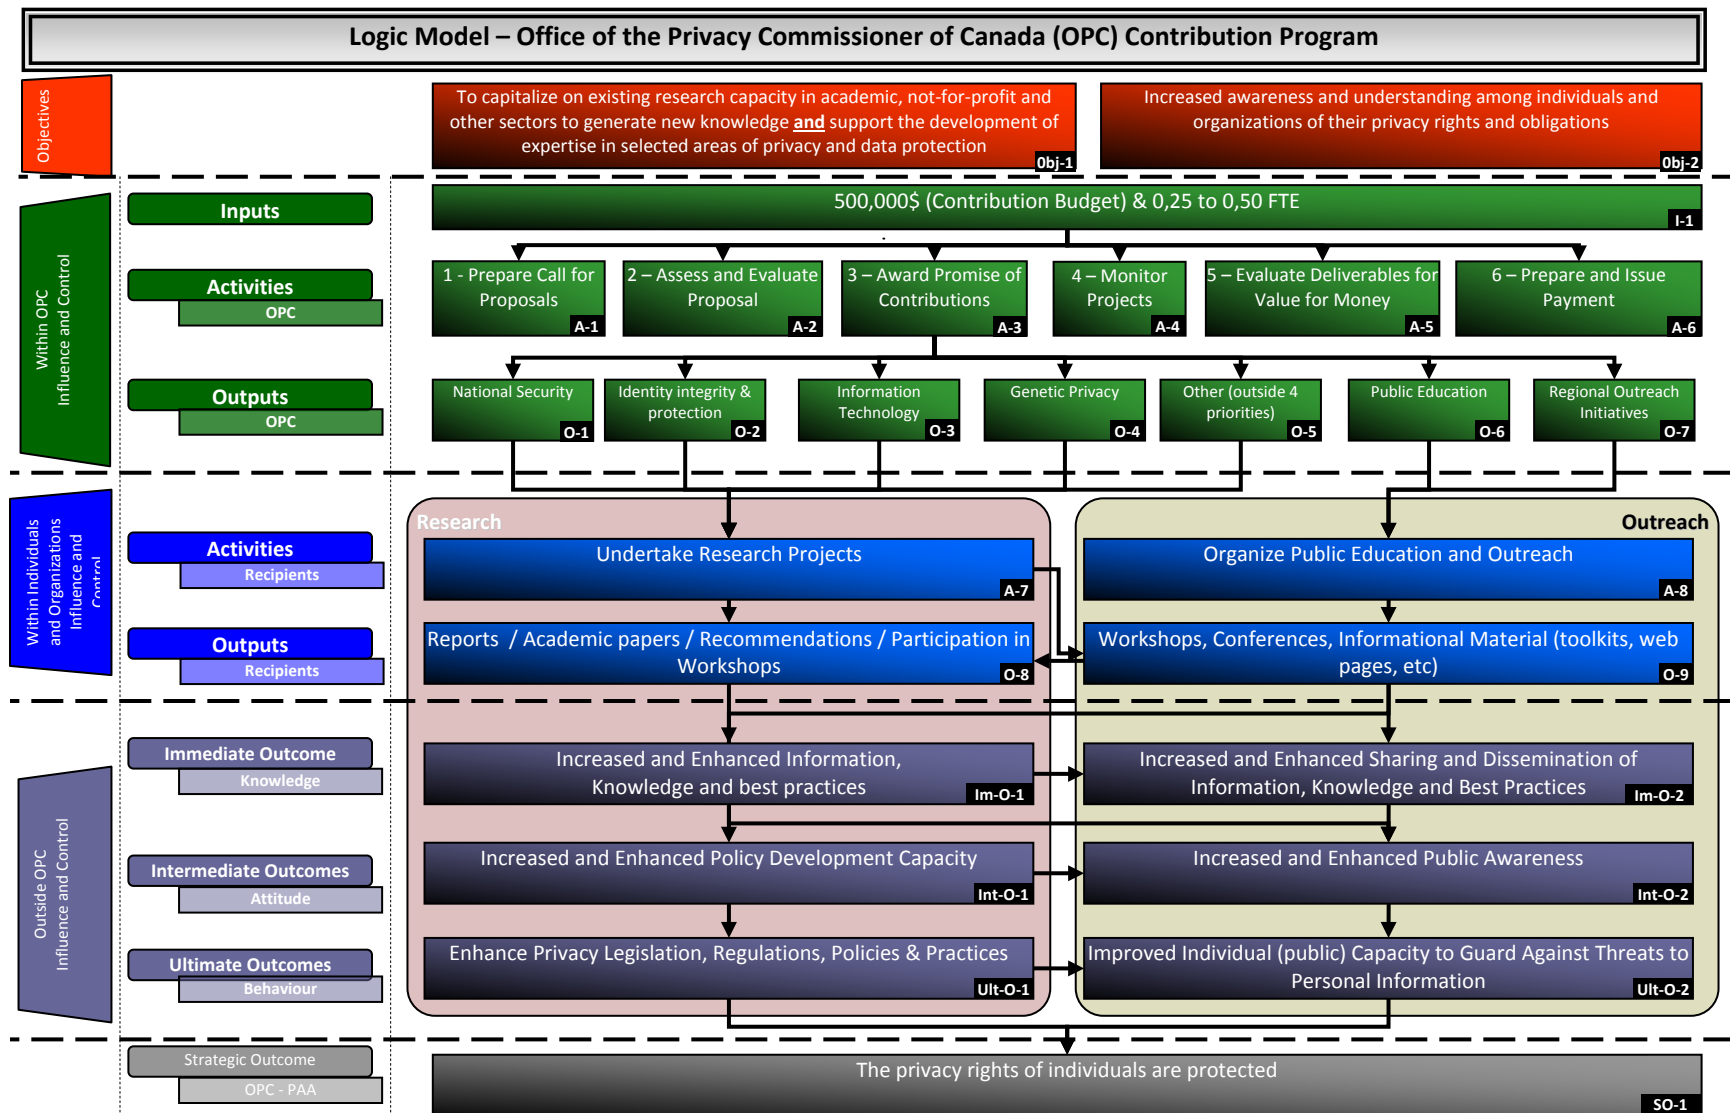 Logic Model – Office of the Privacy Commissioner of Canada (OPC) Contribution Program
Objectives
To capitalize on existing research capacity in academic, not-for-profit and
other sectors to generate new knowledge and support the development of
expertise in selected areas of privacy and data protection
0bj-1
Increased awareness and understanding among individuals and
organizations of their privacy rights and obligations
0bj-2
Within OPC
Influence and Control
Inputs
500,000$ (Contribution Budget) & 0,25 to 0,50 FTE
I-1
Activities
OPC
1 - Prepare Call for
Proposals
A-1
2 – Assess and Evaluate
Proposal
A-2
3 – Award Promise of
Contributions
A-3
4 – Monitor
Projects
A-4
5 – Evaluate Deliverables for
Value for Money
A-5
6 – Prepare and Issue
Payment
A-6
Outputs
OPC
National Security
O-1
Identity integrity &
protection
O-2
Information
Technology
O-3
Genetic Privacy
O-4
Other (outside 4
priorities)
O-5
Public Education
O-6
Regional Outreach
Initiatives
O-7
Within Individuals
and Organizations
Influence and
Control
Research
Outreach
Activities
Recipients
Undertake Research Projects
A-7
Organize Public Education and Outreach
A-8
Outputs
Recipients
Reports / Academic papers / Recommendations / Participation in
Workshops
O-8
Workshops, Conferences, Informational Material (toolkits, web
pages, etc)
O-9
Outside OPC
Influence and Control
Immediate Outcome
Knowledge
Increased and Enhanced Information,
Knowledge and best practices
Im-O-1
Increased and Enhanced Sharing and Dissemination of
Information, Knowledge and Best Practices
Im-O-2
Intermediate Outcomes
Attitude
Increased and Enhanced Policy Development Capacity
Int-O-1
Increased and Enhanced Public Awareness
Int-O-2
Ultimate Outcomes
Behaviour
Enhance Privacy Legislation, Regulations, Policies & Practices
Ult-O-1
Improved Individual (public) Capacity to Guard Against Threats to
Personal Information
Ult-O-2
Strategic Outcome
OPC - PAA
The privacy rights of individuals are protected
SO-1